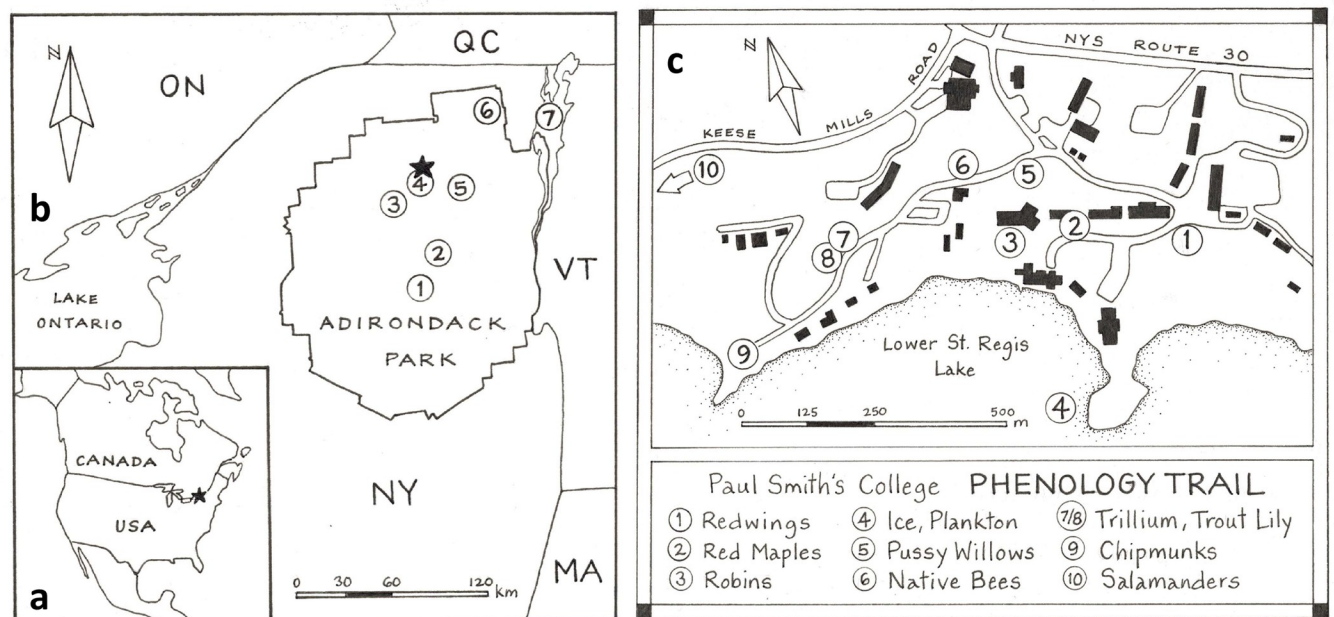 N
QC
ON
b
6
7
4
5
3
2
1
VT
LAKE
ONTARIO
ADIRONDACK
PARK
CANADA
USA
a
NY
MA
0 30 60 120 km
c
N
KEESE MILLS ROAD
NYS ROUTE 30
10
6
5
7
8
3
2
1
9
4
Lower St. Regis
Lake
0 125 250 500 m
Paul Smith's College PHENOLOGY TRAIL
1 Redwings
2 Red Maples
3 Robins
4 Ice, Plankton
5 Pussy Willows
6 Native Bees
7/8 Trillium, Trout Lily
9 Chipmunks
10 Salamanders